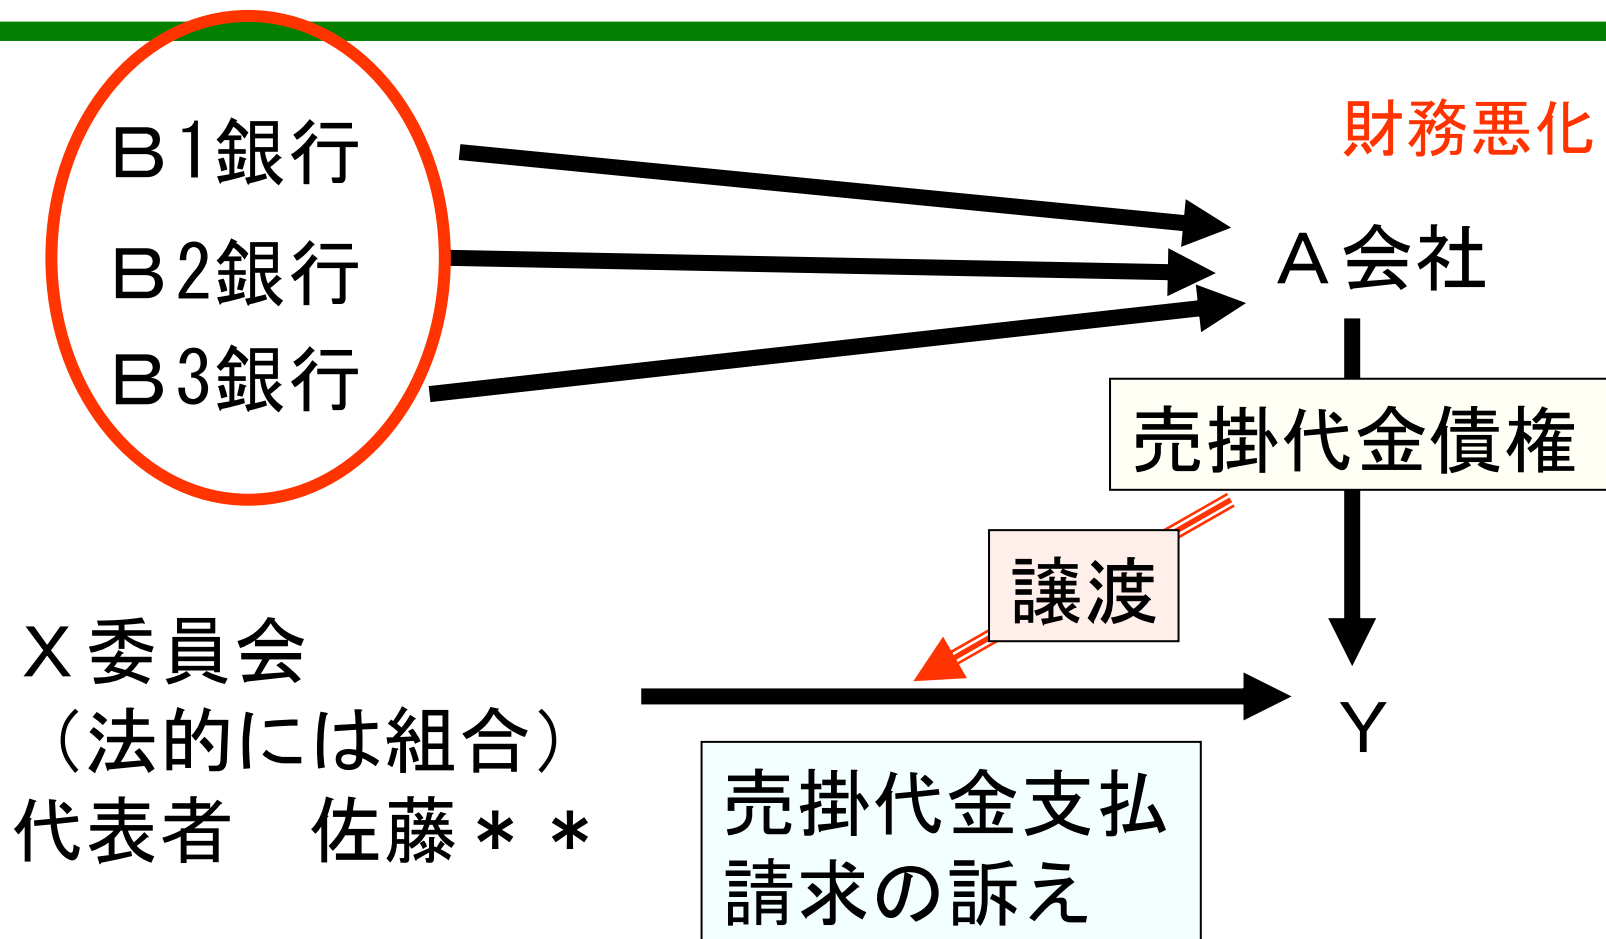 B1銀行
B2銀行
B3銀行
財務悪化
A会社
売掛代金債権
譲渡
X委員会
（法的には組合）
代表者　佐藤＊＊
Y
売掛代金支払
請求の訴え